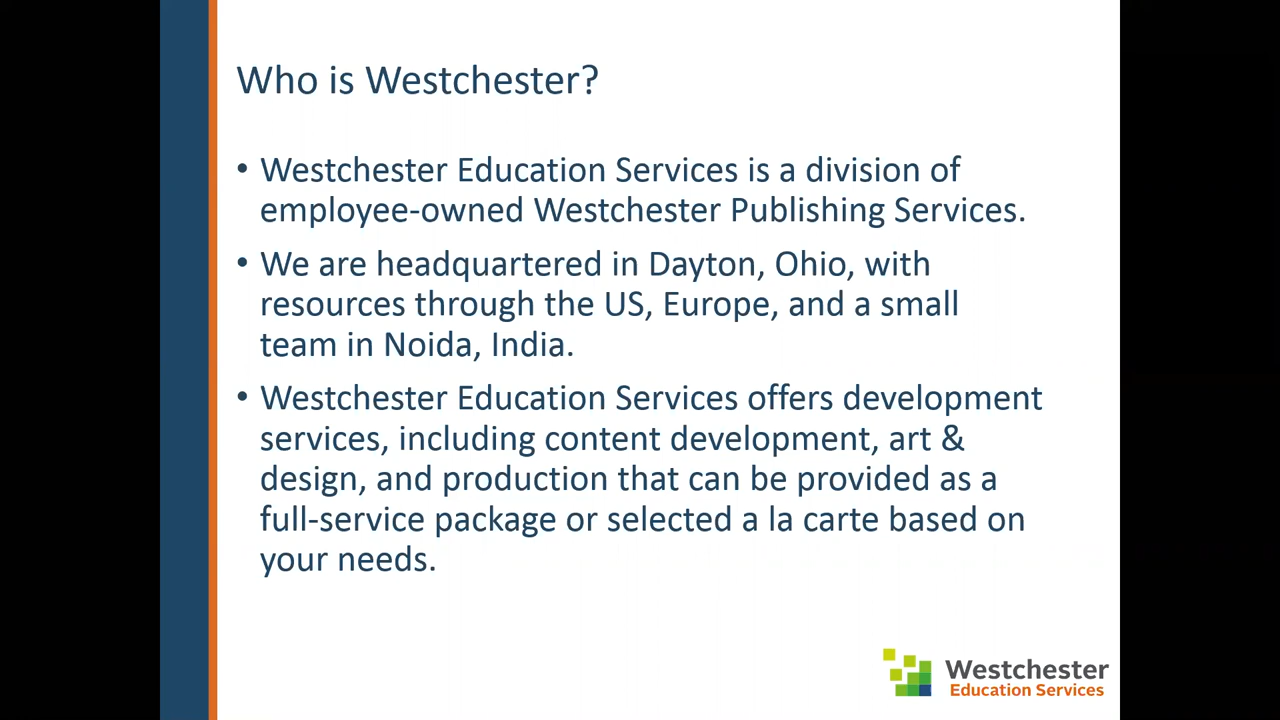 Who is Westchester?
• Westchester Education Services is a division of
employee-owned Westchester Publishing Services.
• We are headquartered in Dayton, Ohio, with
resources through the US, Europe, and a small
team in Noida, India.
• Westchester Education Services offers development
services, including content development, art &
design, and production that can be provided as a
full-service package or selected a la carte based on
your needs.
Westchester
Education Services